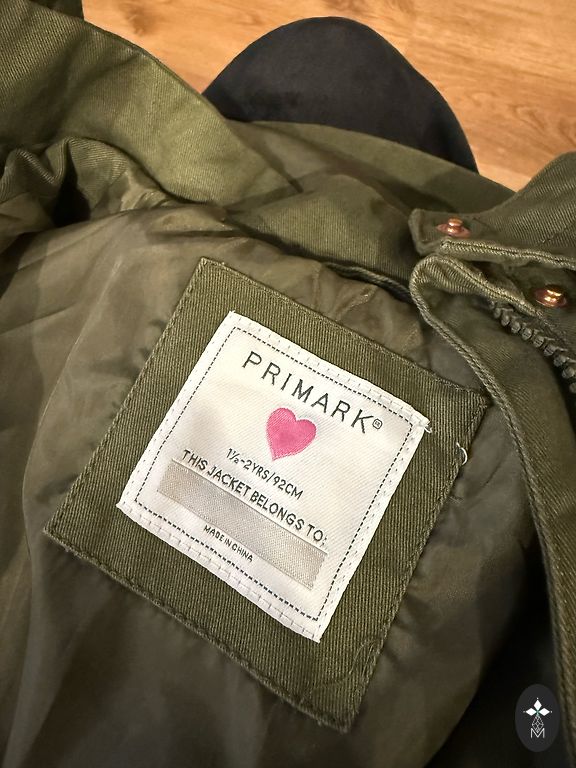 PRIMARK®
1½-2YRS/92CM
THIS JACKET BELONGS TO:
MADE IN CHINA
M